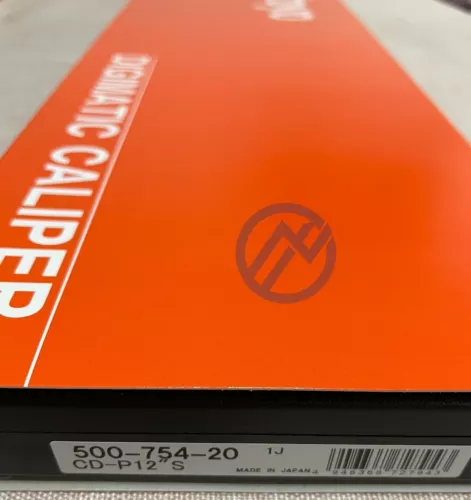 DIGIMATIC CALIPER
500-754-20 1J
CD-P12"S
MADE IN JAPAN